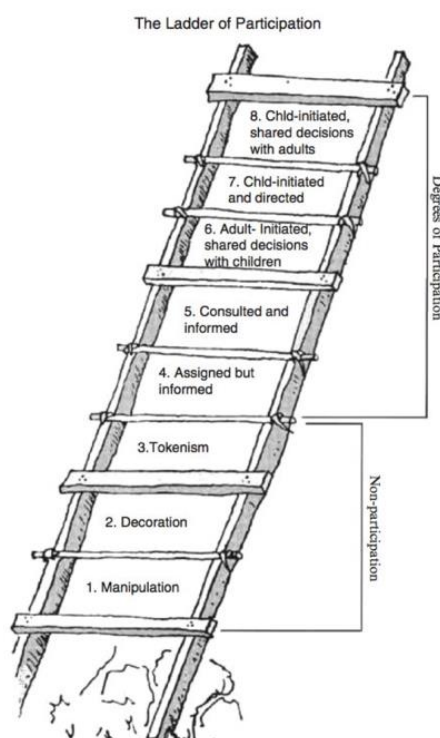 The Ladder of Participation
8. Chld-initiated,
shared decisions
with adults
7. Chld-initiated
and directed
6. Adult- Initiated,
shared decisions
with children
5. Consulted and
informed
4. Assigned but
informed
3.Tokenism
2. Decoration
1. Manipulation
Degrees of Participation
Non-participation